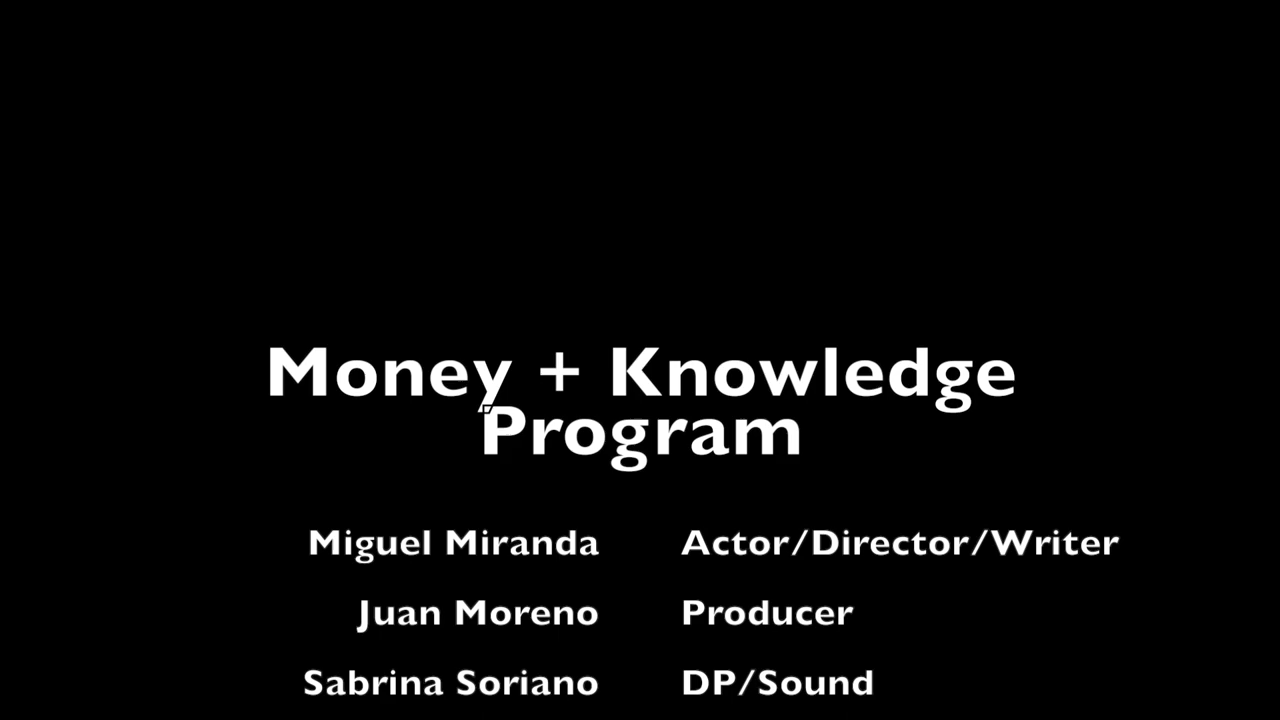 Money + Knowledge
Program
Miguel Miranda Actor/Director/Writer
Juan Moreno Producer
Sabrina Soriano DP/Sound